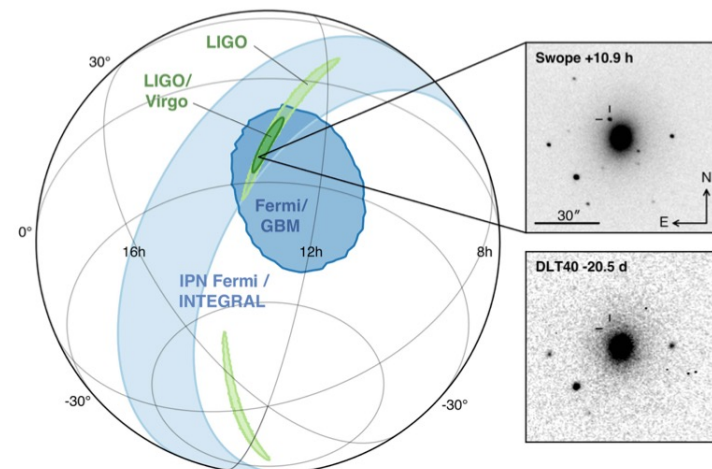 LIGO
LIGO/
Virgo
Fermi/
GBM
IPN Fermi /
INTEGRAL
30°
0°
-30°
-30°
16h
12h
8h
Swope +10.9 h
N
E
30"
DLT40 -20.5 d